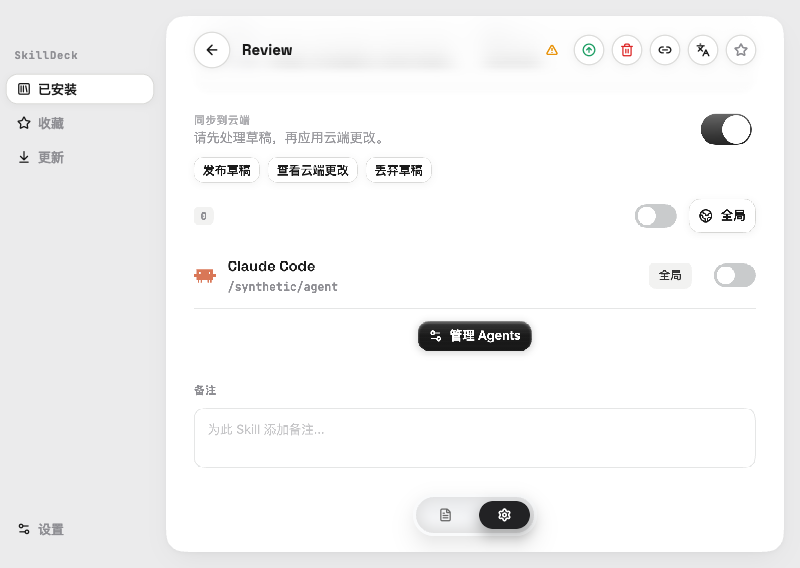 SkillDeck
已安装
收藏
更新
设置
Review
同步到云端
请先处理草稿，再应用云端更改。
发布草稿
查看云端更改
丢弃草稿
0
全局
Claude Code
/synthetic/agent
全局
管理 Agents
备注
为此 Skill 添加备注...